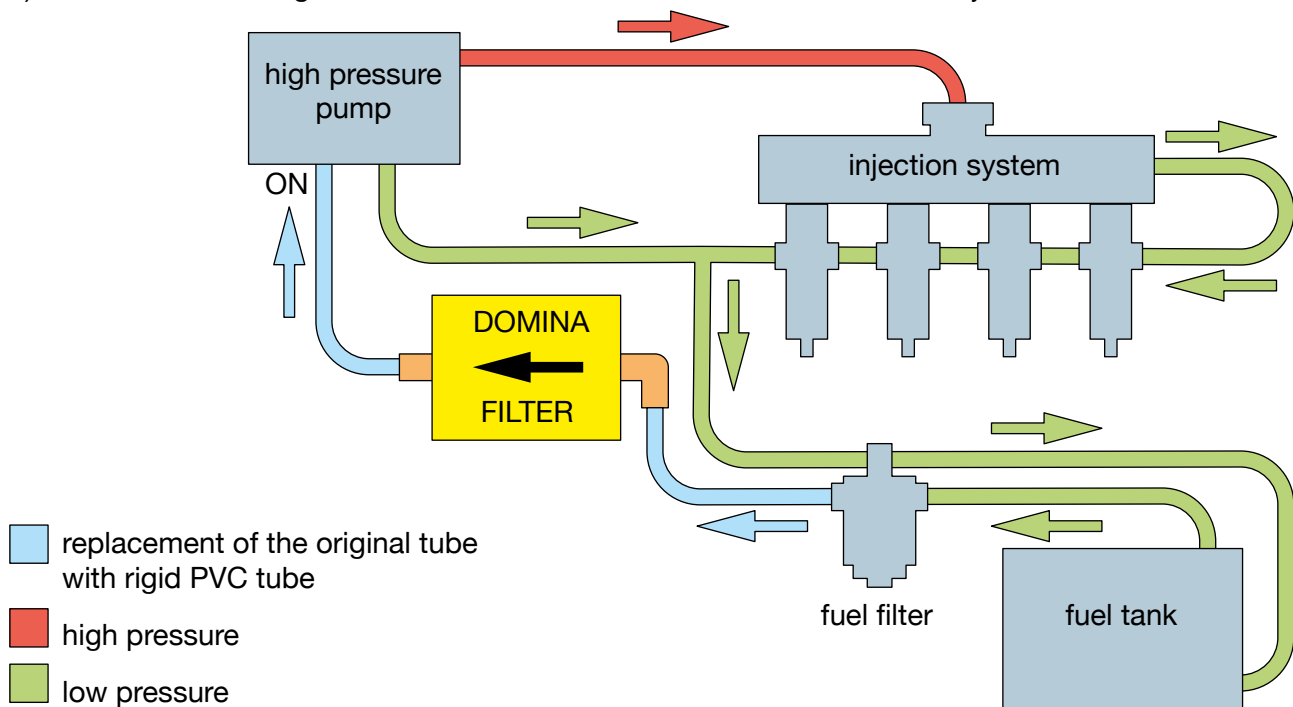 high pressure
pump
injection system
ON
DOMINA
FILTER
replacement of the original tube
with rigid PVC tube
high pressure
low pressure
fuel filter
fuel tank